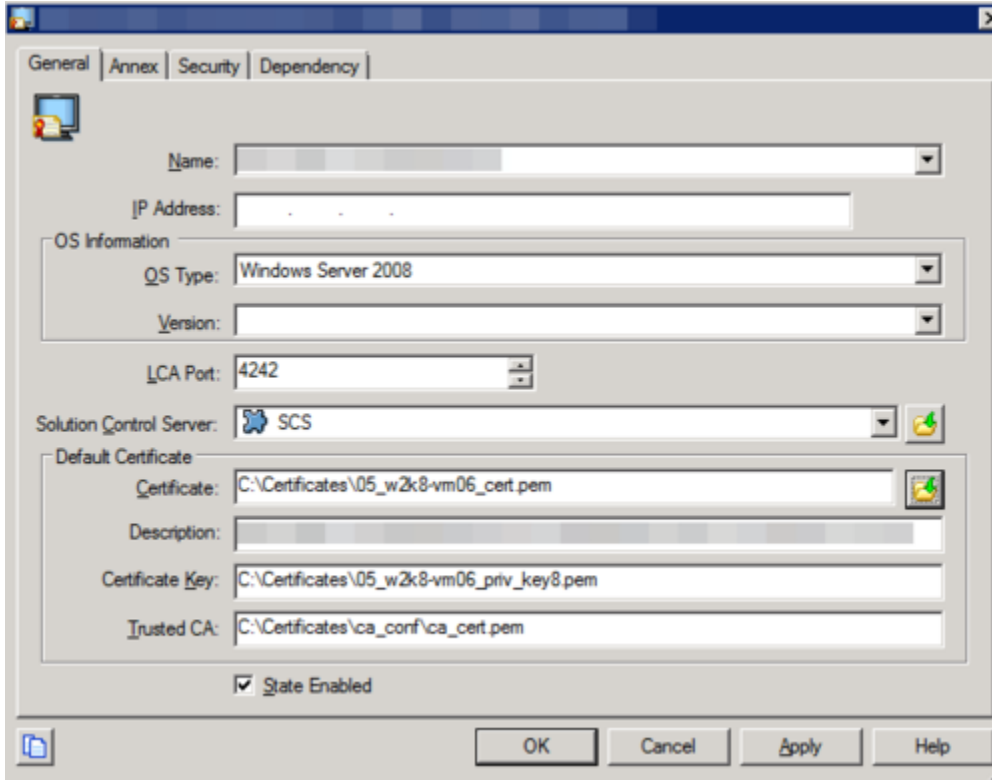 General Annex Security Dependency
Name:
IP Address: . . .
OS Information
OS Type: Windows Server 2008
Version:
LCA Port: 4242
Solution Control Server: SCS
Default Certificate
Certificate: C:\Certificates\05_w2k8-vm06_cert.pem
Description:
Certificate Key: C:\Certificates\05_w2k8-vm06_priv_key8.pem
Trusted CA: C:\Certificates\ca_conf\ca_cert.pem
State Enabled
OK Cancel Apply Help